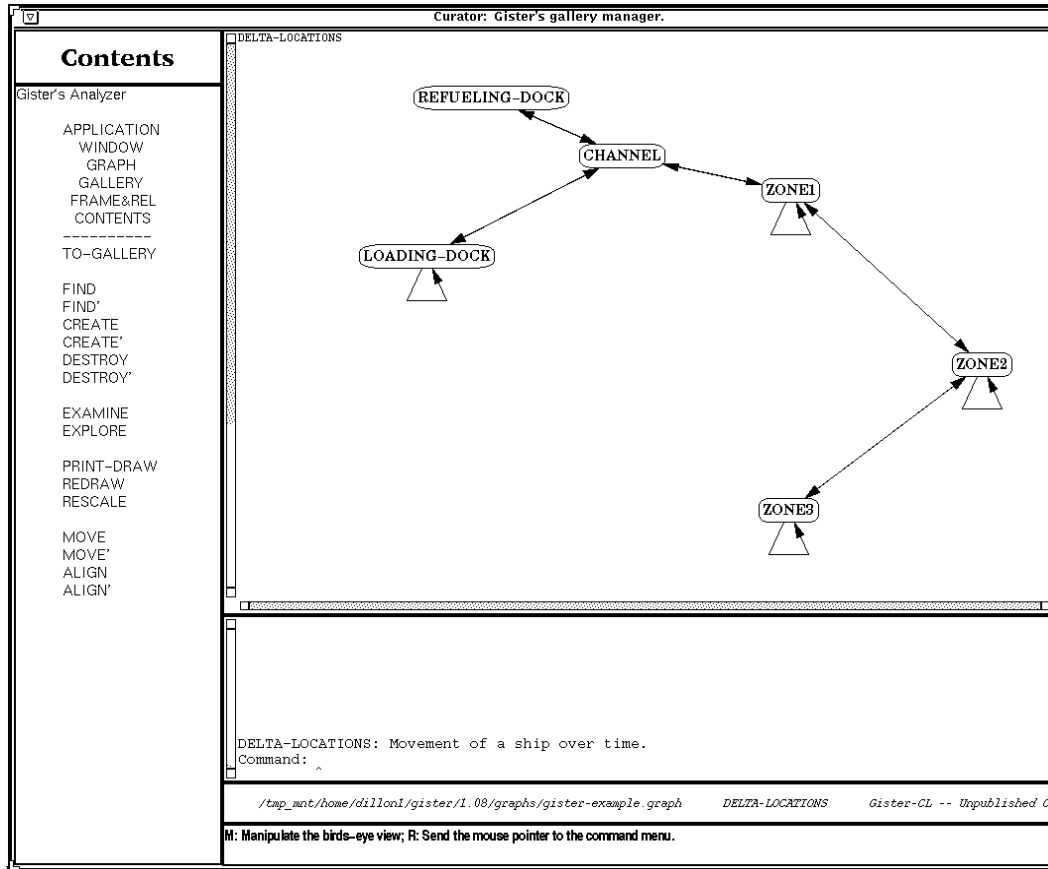 Curator: Gister's gallery manager.
Contents
Gister's Analyzer
APPLICATION
WINDOW
GRAPH
GALLERY
FRAME&REL
CONTENTS
----------
TO-GALLERY
FIND
FIND'
CREATE
CREATE'
DESTROY
DESTROY'
EXAMINE
EXPLORE
PRINT-DRAW
REDRAW
RESCALE
MOVE
MOVE'
ALIGN
ALIGN'
DELTA-LOCATIONS
REFUELING-DOCK
CHANNEL
ZONE1
LOADING-DOCK
ZONE2
ZONE3
DELTA-LOCATIONS: Movement of a ship over time.
Command: ^
/tmp_mnt/home/dillon1/gister/1.08/graphs/gister-example.graph DELTA-LOCATIONS Gister-CL -- Unpublished
M: Manipulate the birds-eye view; R: Send the mouse pointer to the command menu.